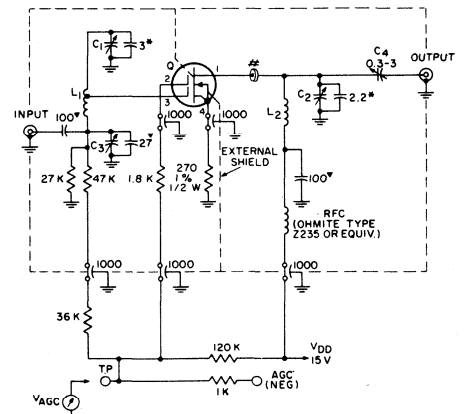 C1
3*
Q
1
2
3
4
#
C4
0.3-3
OUTPUT
L1
C2
2.2*
INPUT
100▼
1000
1000
L2
C3
27▼
EXTERNAL
SHIELD
27 K
47 K
1.8 K
270
1%
1/2 W
100▼
RFC
(OHMITE TYPE
Z235 OR EQUIV.)
1000
1000
1000
36 K
120 K
VDD
15 V
T.P.
AGC
(NEG)
1K
VAGC